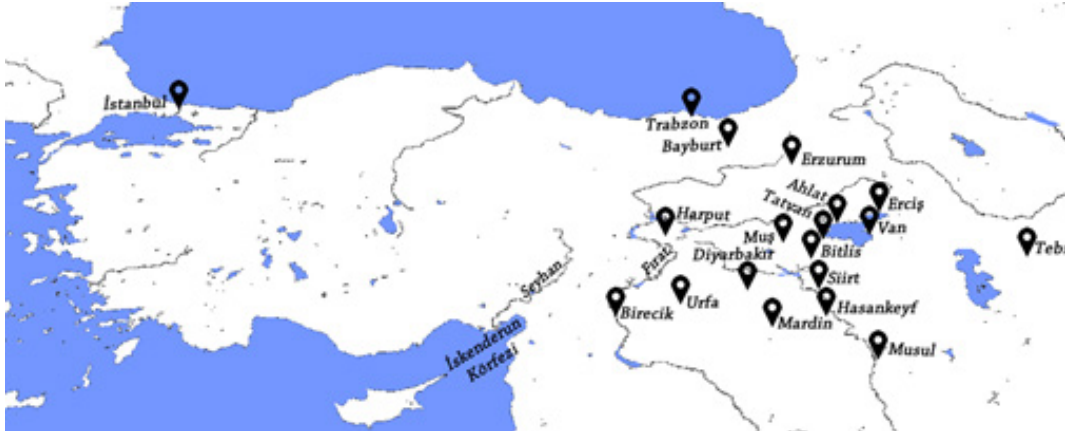 İstanbul
Trabzon
Bayburt
Erzurum
Ahlat
Erciş
Tatvan
Harput
Van
Muş
Bitlis
Tebr
Diyarbakır
Fırat
Siirt
Seyhan
Urfa
Birecik
Hasankeyf
Mardin
İskenderun
Körfezi
Musul